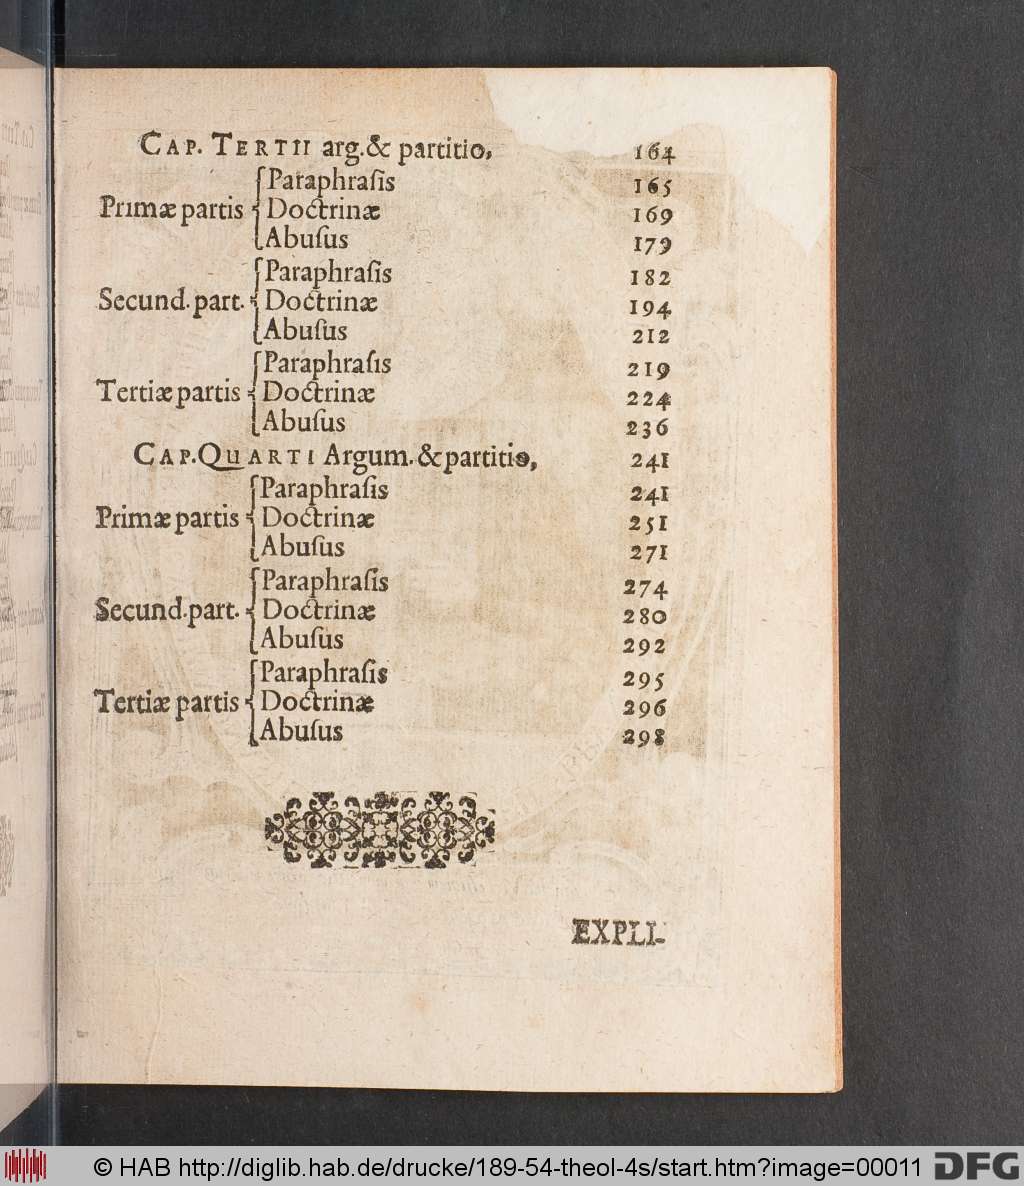 CAP. TERTII arg. & partitio, 164
Paraphraſis 165
Primæ partis Doctrinæ 169
Abuſus 179
Paraphraſis 182
Secund. part. Doctrinæ 194
Abuſus 212
Paraphraſis 219
Tertiæ partis Doctrinæ 224
Abuſus 236
CAP. QUARTI Argum. & partitio, 241
Paraphraſis 241
Primæ partis Doctrinæ 251
Abuſus 271
Paraphraſis 274
Secund. part. Doctrinæ 280
Abuſus 292
Paraphraſis 295
Tertiæ partis Doctrinæ 296
Abuſus 298
EXPLI-
© HAB http://diglib.hab.de/drucke/189-54-theol-4s/start.htm?image=00011 DFG